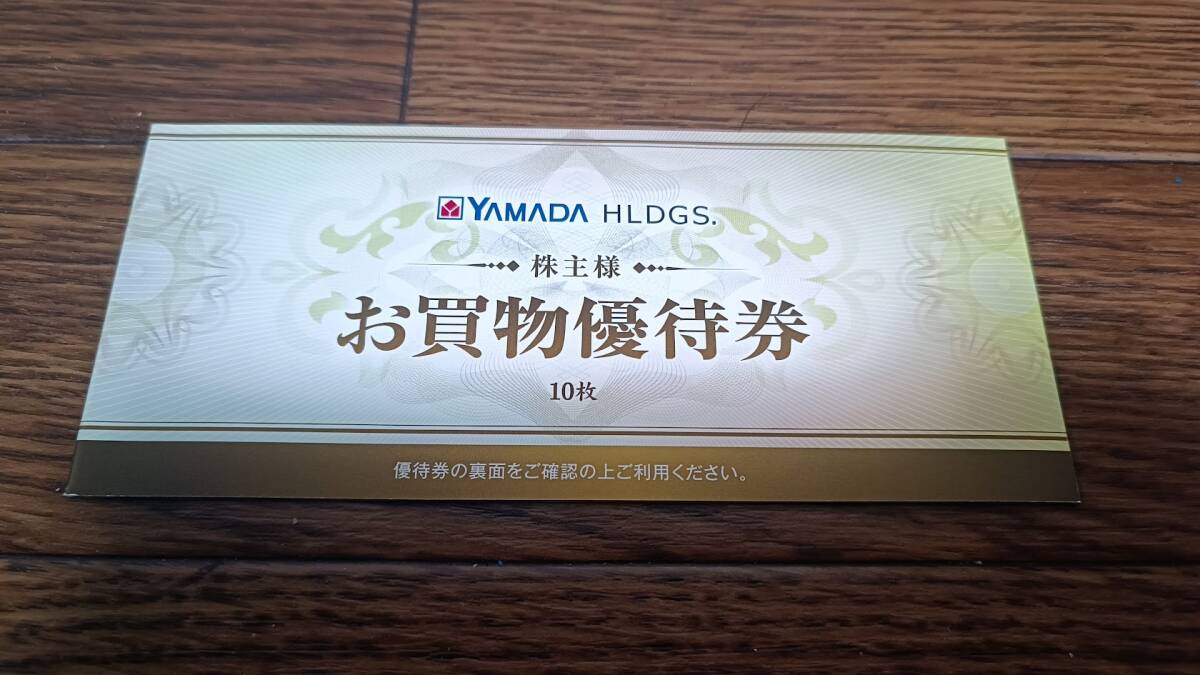 YAMADA HLDGS.
株主様
お買物優待券
10枚
優待券の裏面をご確認の上ご利用ください。